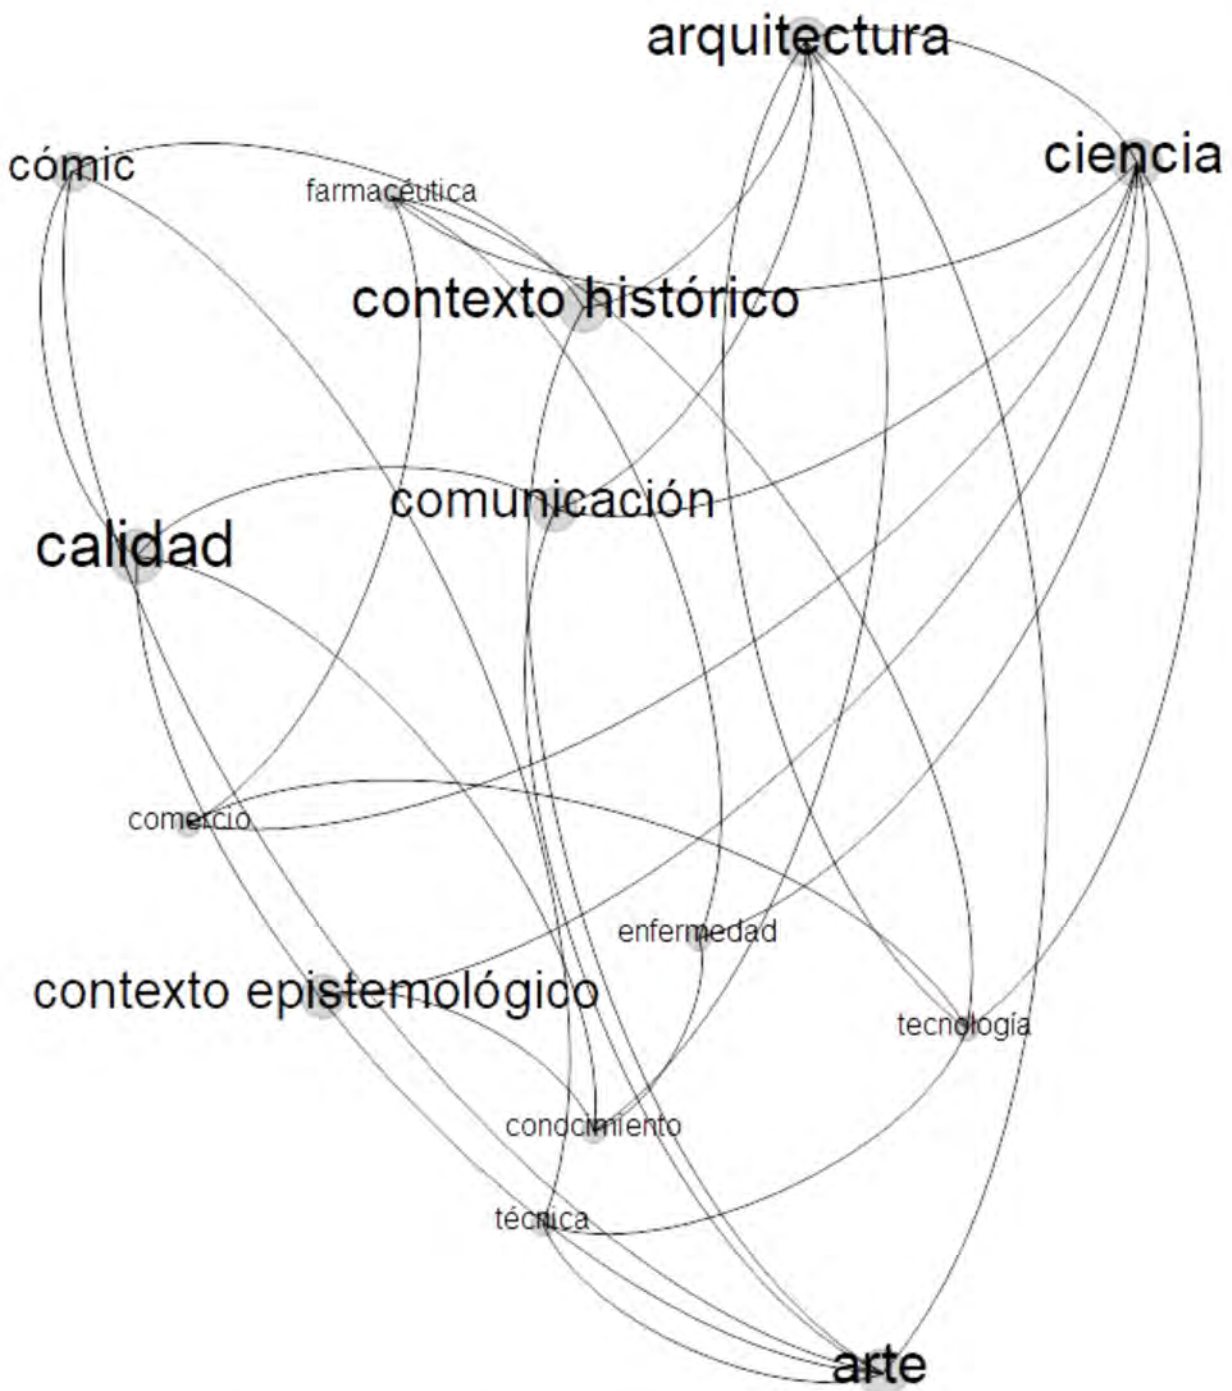 arquitectura
ciencia
cómic
farmacéutica
contexto histórico
comunicación
calidad
comercio
enfermedad
contexto epistemológico
tecnología
conocimiento
técnica
arte